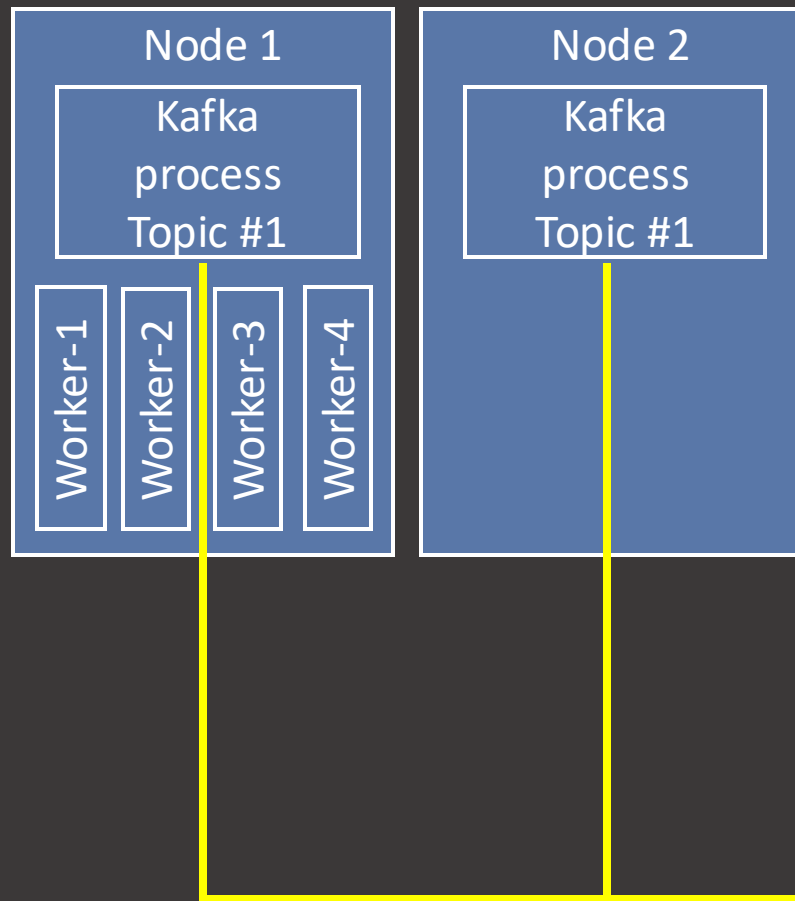 Node 1
Kafka
process
Topic #1
Worker-1
Worker-2
Worker-3
Worker-4
Node 2
Kafka
process
Topic #1